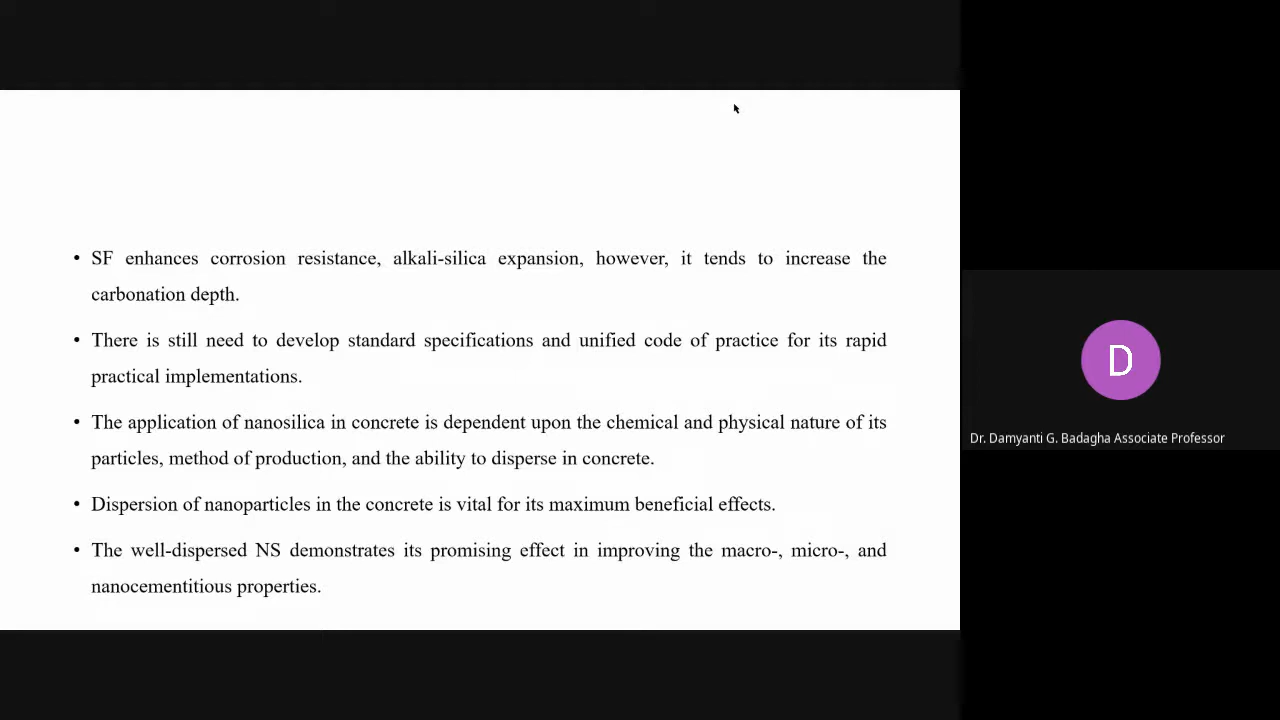 • SF enhances corrosion resistance, alkali-silica expansion, however, it tends to increase the
carbonation depth.
• There is still need to develop standard specifications and unified code of practice for its rapid
practical implementations.
• The application of nanosilica in concrete is dependent upon the chemical and physical nature of its
particles, method of production, and the ability to disperse in concrete.
• Dispersion of nanoparticles in the concrete is vital for its maximum beneficial effects.
• The well-dispersed NS demonstrates its promising effect in improving the macro-, micro-, and
nanocementitious properties.
D
Dr. Damyanti G. Badagha Associate Professor